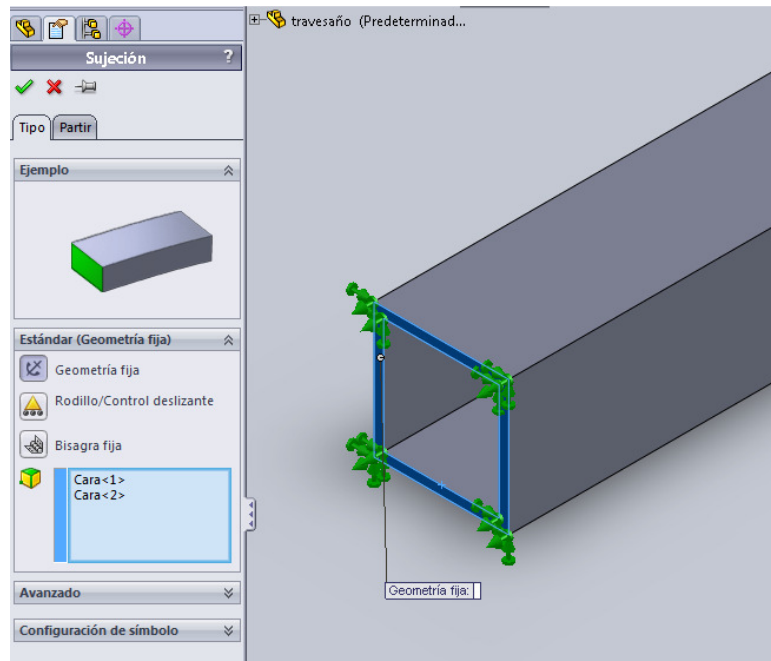 travesaño (Predeterminad...
Sujeción ?
Tipo Partir
Ejemplo
Estándar (Geometría fija)
Geometría fija
Rodillo/Control deslizante
Bisagra fija
Cara<1>
Cara<2>
Avanzado
Configuración de símbolo
Geometría fija: